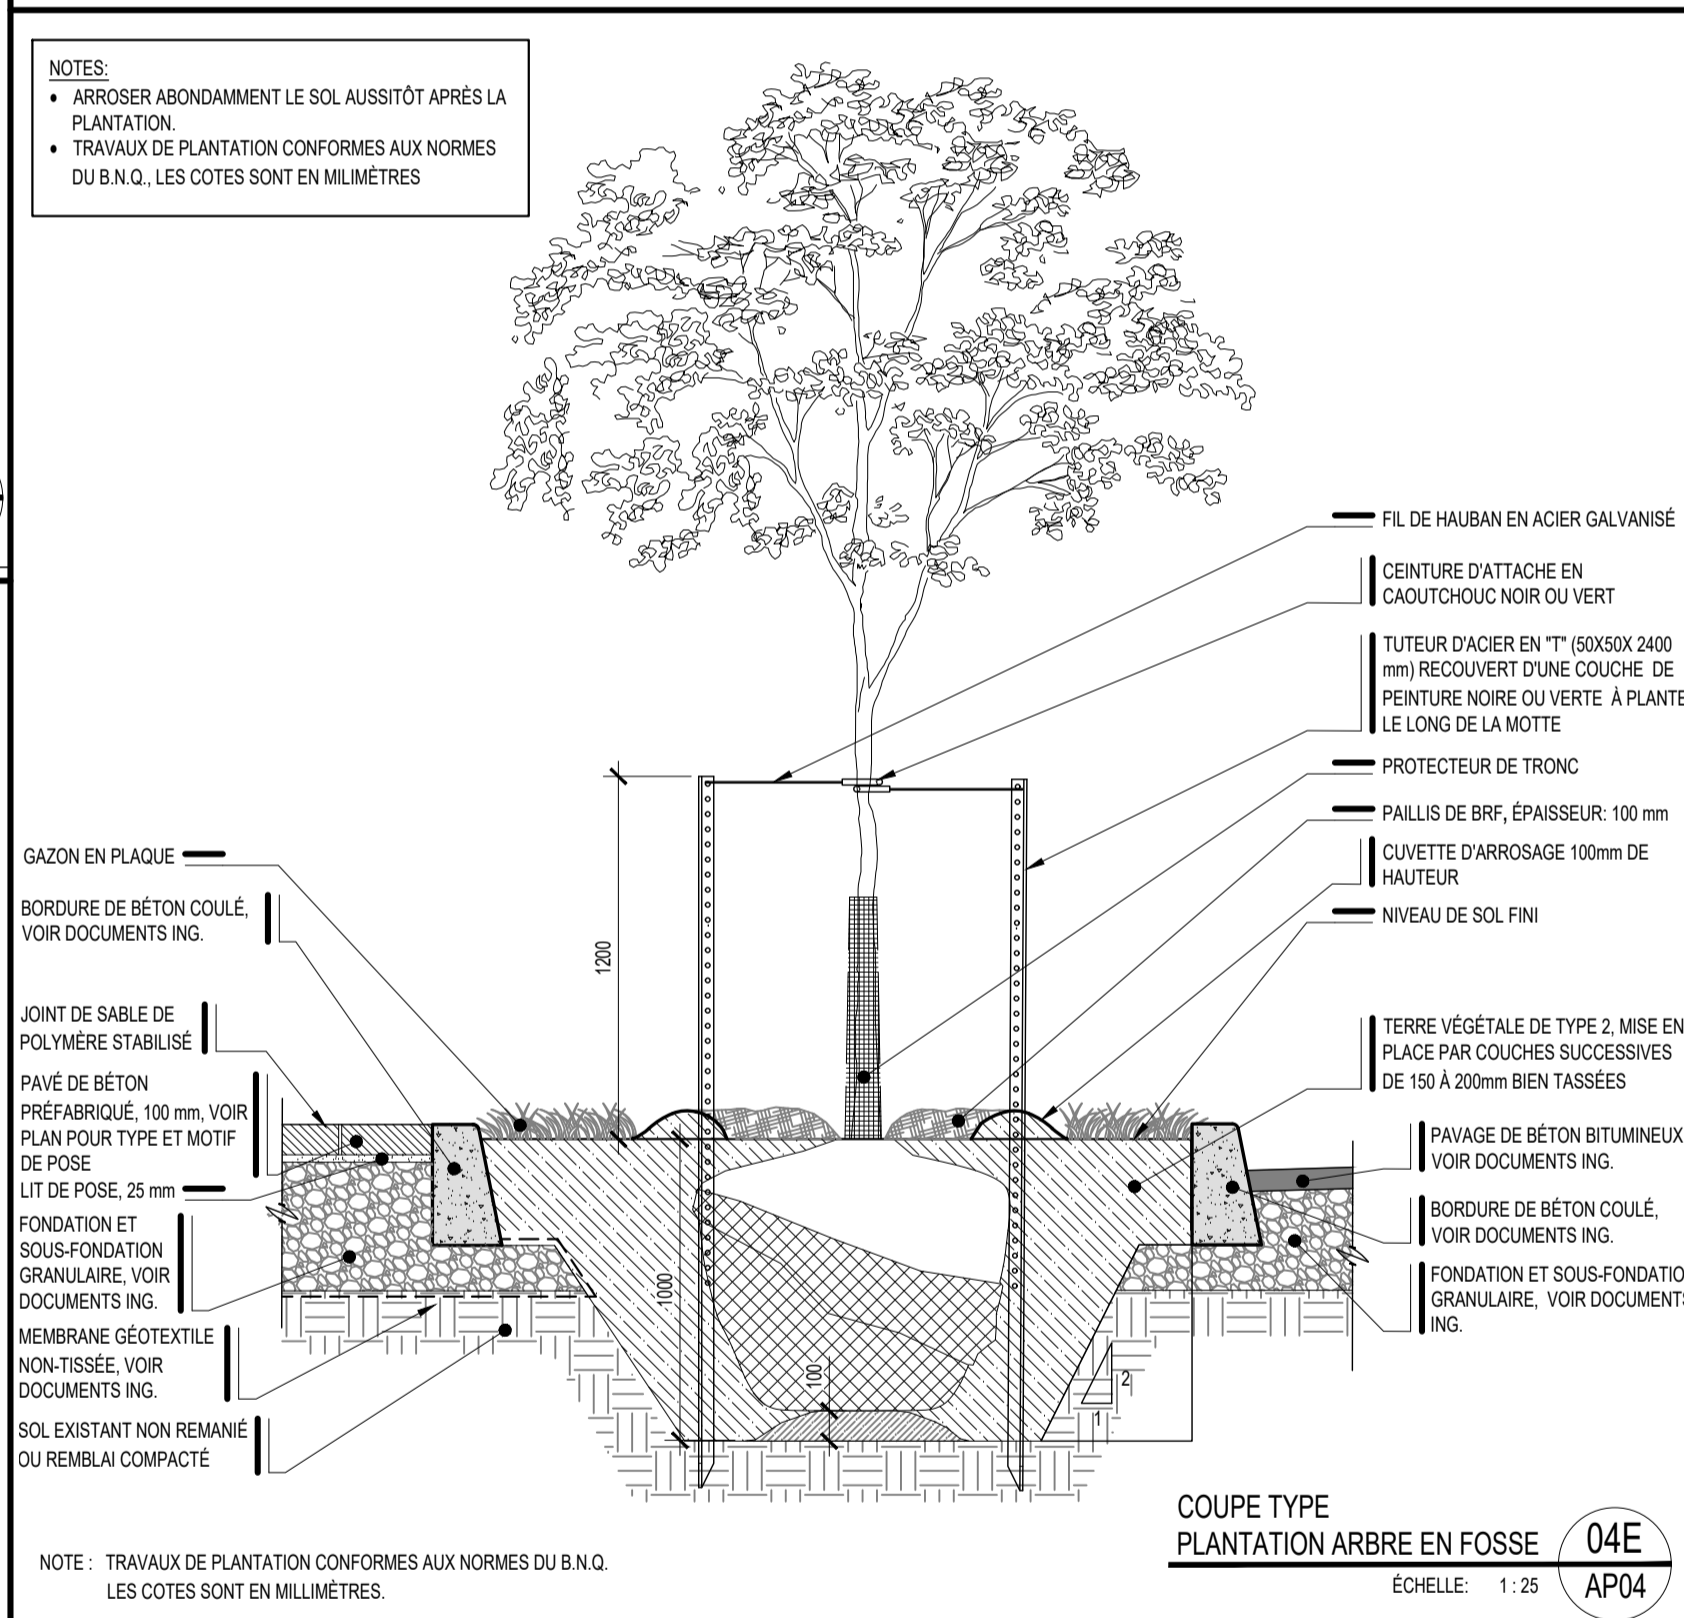 NOTES:
• ARROSER ABONDAMMENT LE SOL AUSSITÔT APRÈS LA
PLANTATION.
• TRAVAUX DE PLANTATION CONFORMES AUX NORMES
DU B.N.Q., LES COTES SONT EN MILIMÈTRES
FIL DE HAUBAN EN ACIER GALVANISÉ
CEINTURE D'ATTACHE EN
CAOUTCHOUC NOIR OU VERT
TUTEUR D'ACIER EN "T" (50X50X 2400
mm) RECOUVERT D'UNE COUCHE DE
PEINTURE NOIRE OU VERTE À PLANTE
LE LONG DE LA MOTTE
PROTECTEUR DE TRONC
PAILLIS DE BRF, ÉPAISSEUR: 100 mm
CUVETTE D'ARROSAGE 100mm DE
HAUTEUR
NIVEAU DE SOL FINI
TERRE VÉGÉTALE DE TYPE 2, MISE EN
PLACE PAR COUCHES SUCCESSIVES
DE 150 À 200mm BIEN TASSÉES
PAVAGE DE BÉTON BITUMINEUX
VOIR DOCUMENTS ING.
BORDURE DE BÉTON COULÉ,
VOIR DOCUMENTS ING.
FONDATION ET SOUS-FONDATIO
GRANULAIRE, VOIR DOCUMENTS
ING.
GAZON EN PLAQUE
BORDURE DE BÉTON COULÉ,
VOIR DOCUMENTS ING.
JOINT DE SABLE DE
POLYMÈRE STABILISÉ
PAVÉ DE BÉTON
PRÉFABRIQUÉ, 100 mm, VOIR
PLAN POUR TYPE ET MOTIF
DE POSE
LIT DE POSE, 25 mm
FONDATION ET
SOUS-FONDATION
GRANULAIRE, VOIR
DOCUMENTS ING.
MEMBRANE GÉOTEXTILE
NON-TISSÉE, VOIR
DOCUMENTS ING.
SOL EXISTANT NON REMANIÉ
OU REMBLAI COMPACTÉ
1200
1000
100
2
1
COUPE TYPE
PLANTATION ARBRE EN FOSSE
04E
AP04
ÉCHELLE: 1 : 25
NOTE : TRAVAUX DE PLANTATION CONFORMES AUX NORMES DU B.N.Q.
LES COTES SONT EN MILLIMÈTRES.